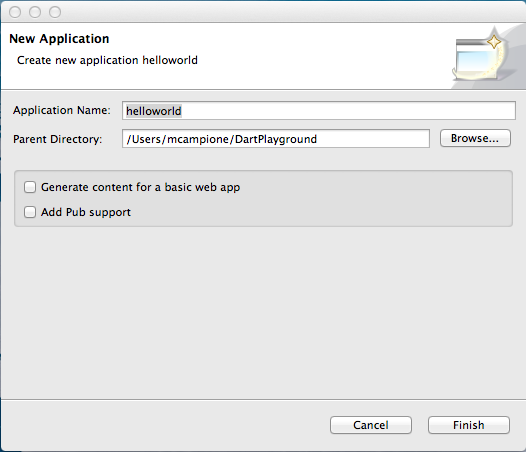 New Application
Create new application helloworld
Application Name: helloworld
Parent Directory: /Users/mcampione/DartPlayground Browse...
Generate content for a basic web app
Add Pub support
Cancel Finish